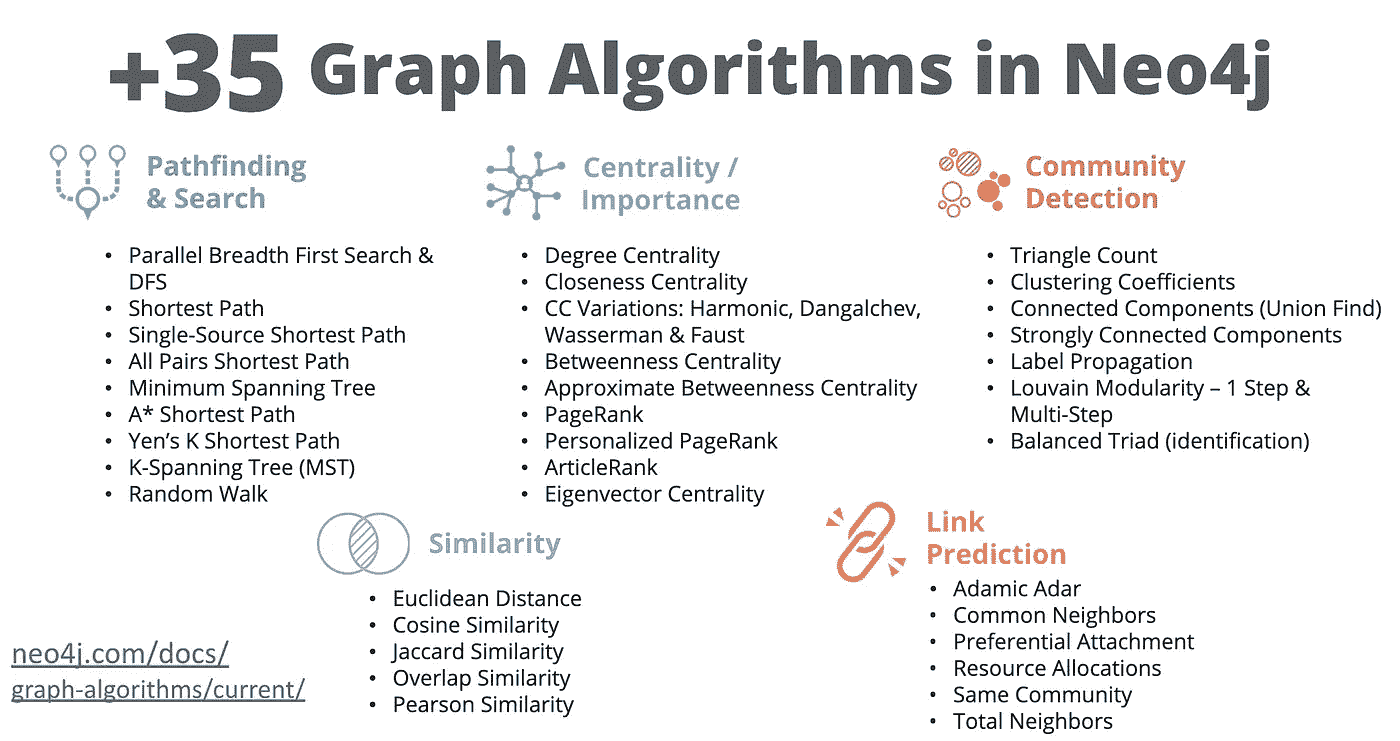 +35 Graph Algorithms in Neo4j
Pathfinding
& Search
• Parallel Breadth First Search &
DFS
• Shortest Path
• Single-Source Shortest Path
• All Pairs Shortest Path
• Minimum Spanning Tree
• A* Shortest Path
• Yen’s K Shortest Path
• K-Spanning Tree (MST)
• Random Walk
Centrality /
Importance
• Degree Centrality
• Closeness Centrality
• CC Variations: Harmonic, Dangalchev,
Wasserman & Faust
• Betweenness Centrality
• Approximate Betweenness Centrality
• PageRank
• Personalized PageRank
• ArticleRank
• Eigenvector Centrality
Community
Detection
• Triangle Count
• Clustering Coefficients
• Connected Components (Union Find)
• Strongly Connected Components
• Label Propagation
• Louvain Modularity – 1 Step &
Multi-Step
• Balanced Triad (identification)
Similarity
• Euclidean Distance
• Cosine Similarity
• Jaccard Similarity
• Overlap Similarity
• Pearson Similarity
Link
Prediction
• Adamic Adar
• Common Neighbors
• Preferential Attachment
• Resource Allocations
• Same Community
• Total Neighbors
neo4j.com/docs/
graph-algorithms/current/